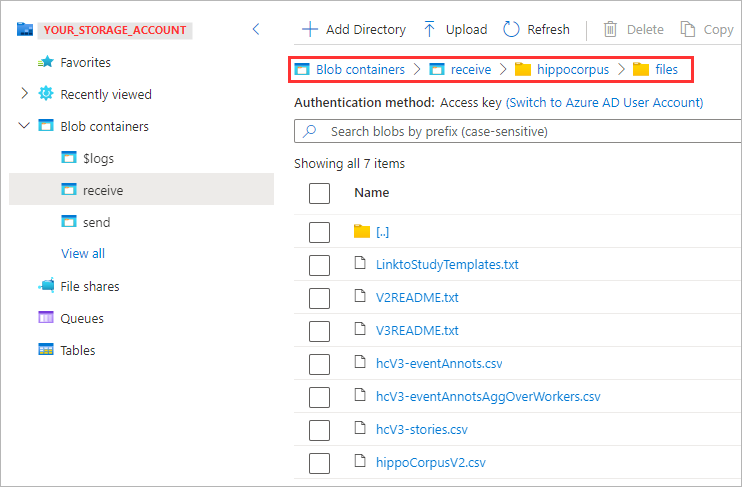 YOUR_STORAGE_ACCOUNT
Favorites
Recently viewed
Blob containers
$logs
receive
send
View all
File shares
Queues
Tables
Add Directory Upload Refresh Delete Copy
Blob containers receive hippocorpus files
Authentication method: Access key (Switch to Azure AD User Account)
Search blobs by prefix (case-sensitive)
Showing all 7 items
Name
[..]
LinktoStudyTemplates.txt
V2README.txt
V3README.txt
hcV3-eventAnnots.csv
hcV3-eventAnnotsAggOverWorkers.csv
hcV3-stories.csv
hippoCorpusV2.csv